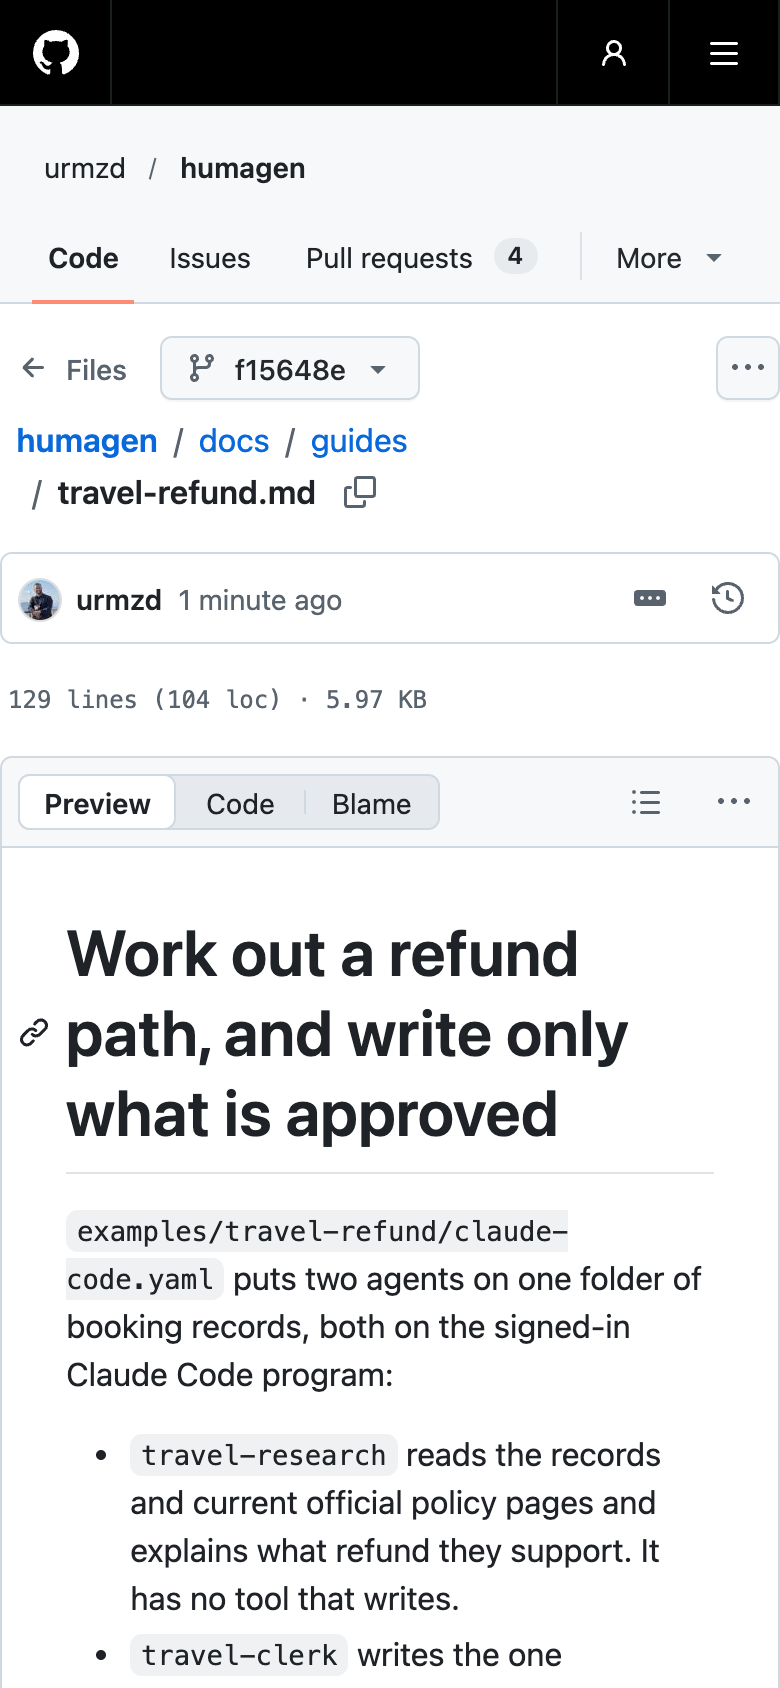 urmzd / humagen
Code Issues Pull requests 4 More
Files f15648e
humagen / docs / guides
/ travel-refund.md
urmzd 1 minute ago
129 lines (104 loc) · 5.97 KB
Preview Code Blame
Work out a refund
path, and write only
what is approved
examples/travel-refund/claude-
code.yaml puts two agents on one folder of
booking records, both on the signed-in
Claude Code program:
• travel-research reads the records
and current official policy pages and
explains what refund they support. It
has no tool that writes.
• travel-clerk writes the one